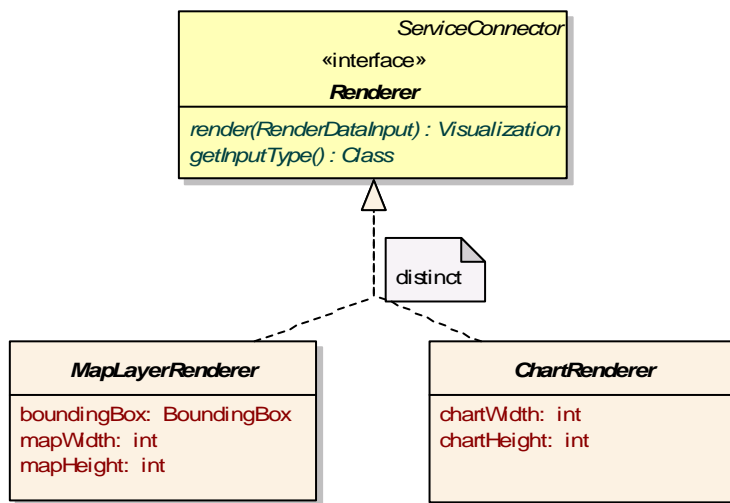 ServiceConnector
«interface»
Renderer
render(RenderDataInput) : Visualization
getInputType() : Class
distinct
MapLayerRenderer
boundingBox: BoundingBox
mapWidth: int
mapHeight: int
ChartRenderer
chartWidth: int
chartHeight: int